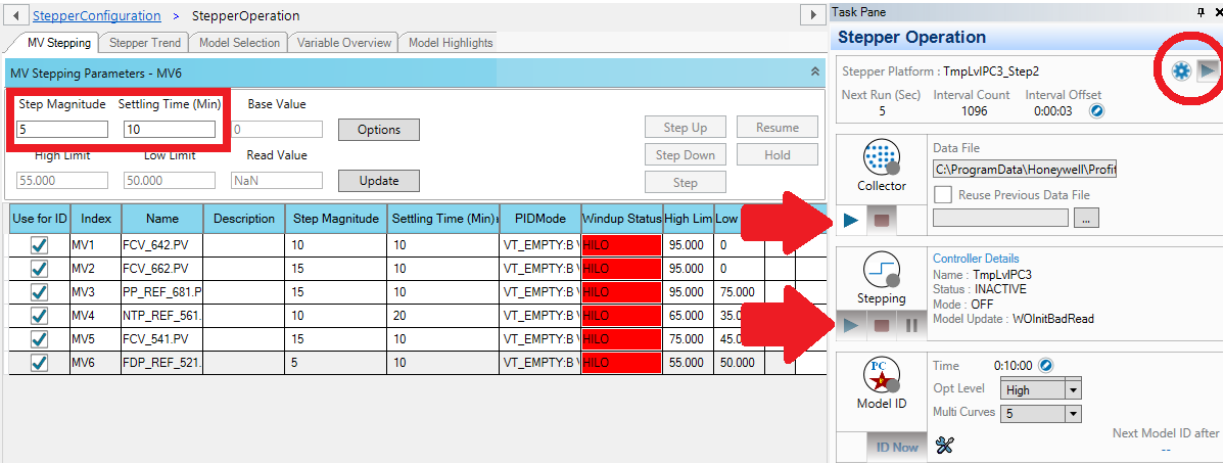 StepperConfiguration > StepperOperation
MV Stepping Stepper Trend Model Selection Variable Overview Model Highlights
MV Stepping Parameters - MV6
Step Magnitude Settling Time (Min) Base Value
5 10 0 Options Step Up Resume
High Limit Low Limit Read Value Step Down Hold
55.000 50.000 NaN Update Step
Use for ID Index Name Description Step Magnitude Settling Time (Min) PIDMode Windup Status High Lim Low
MV1 FCV_642.PV 10 10 VT_EMPTY:B HILO 95.000 0
MV2 FCV_662.PV 15 10 VT_EMPTY:B HILO 95.000 0
MV3 PP_REF_681.P 15 10 VT_EMPTY:B HILO 95.000 75.000
MV4 NTP_REF_561. 10 20 VT_EMPTY:B HILO 65.000 35.0
MV5 FCV_541.PV 15 10 VT_EMPTY:B HILO 75.000 45.0
MV6 FDP_REF_521. 5 10 VT_EMPTY:B HILO 55.000 50.000
Task Pane
Stepper Operation
Stepper Platform : TmpLvlPC3_Step2
Next Run (Sec) Interval Count Interval Offset
5 1096 0:00:03
Collector
Data File
C:\ProgramData\Honeywell\Profit
Reuse Previous Data File
...
Stepping
Controller Details
Name : TmpLvlPC3
Status : INACTIVE
Mode : OFF
Model Update : WOInitBadRead
PC
Model ID
Time 0:10:00
Opt Level High
Multi Curves 5
ID Now
Next Model ID after
--